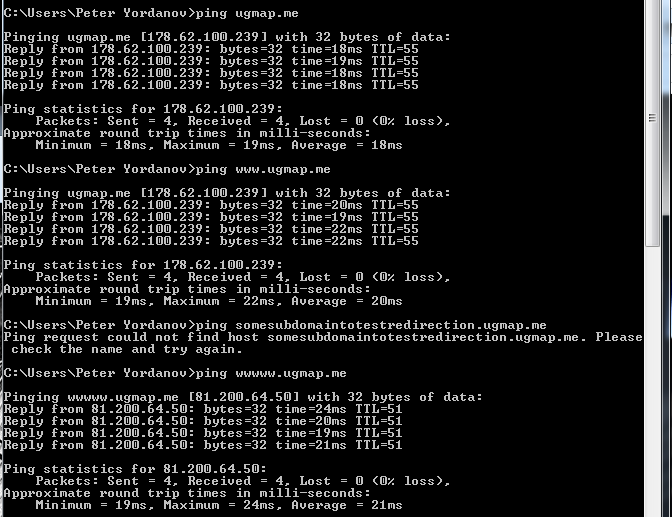 C:\Users\Peter Yordanov>ping ugmap.me
Pinging ugmap.me [178.62.100.239] with 32 bytes of data:
Reply from 178.62.100.239: bytes=32 time=18ms TTL=55
Reply from 178.62.100.239: bytes=32 time=19ms TTL=55
Reply from 178.62.100.239: bytes=32 time=18ms TTL=55
Reply from 178.62.100.239: bytes=32 time=18ms TTL=55
Ping statistics for 178.62.100.239:
Packets: Sent = 4, Received = 4, Lost = 0 (0% loss),
Approximate round trip times in milli-seconds:
Minimum = 18ms, Maximum = 19ms, Average = 18ms
C:\Users\Peter Yordanov>ping www.ugmap.me
Pinging ugmap.me [178.62.100.239] with 32 bytes of data:
Reply from 178.62.100.239: bytes=32 time=20ms TTL=55
Reply from 178.62.100.239: bytes=32 time=19ms TTL=55
Reply from 178.62.100.239: bytes=32 time=22ms TTL=55
Reply from 178.62.100.239: bytes=32 time=22ms TTL=55
Ping statistics for 178.62.100.239:
Packets: Sent = 4, Received = 4, Lost = 0 (0% loss),
Approximate round trip times in milli-seconds:
Minimum = 19ms, Maximum = 22ms, Average = 20ms
C:\Users\Peter Yordanov>ping somesubdomaintotestredirection.ugmap.me
Ping request could not find host somesubdomaintotestredirection.ugmap.me. Please
check the name and try again.
C:\Users\Peter Yordanov>ping wwwww.ugmap.me
Pinging wwwww.ugmap.me [81.200.64.50] with 32 bytes of data:
Reply from 81.200.64.50: bytes=32 time=24ms TTL=51
Reply from 81.200.64.50: bytes=32 time=20ms TTL=51
Reply from 81.200.64.50: bytes=32 time=19ms TTL=51
Reply from 81.200.64.50: bytes=32 time=21ms TTL=51
Ping statistics for 81.200.64.50:
Packets: Sent = 4, Received = 4, Lost = 0 (0% loss),
Approximate round trip times in milli-seconds:
Minimum = 19ms, Maximum = 24ms, Average = 21ms